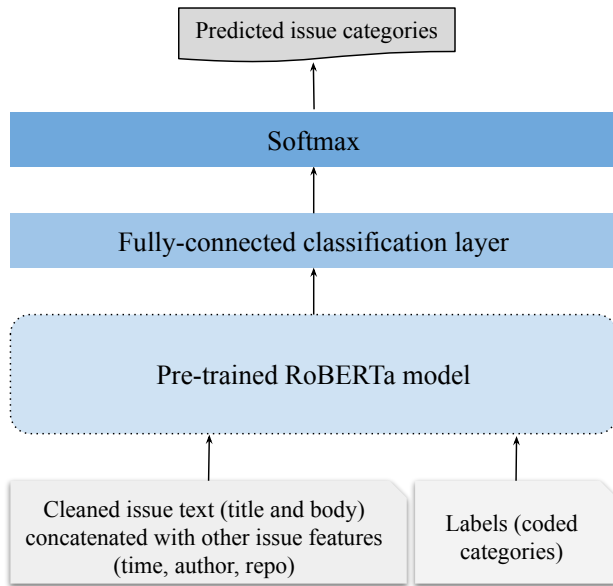 Predicted issue categories
Softmax
Fully-connected classification layer
Pre-trained RoBERTa model
Cleaned issue text (title and body)
concatenated with other issue features
(time, author, repo)
Labels (coded
categories)